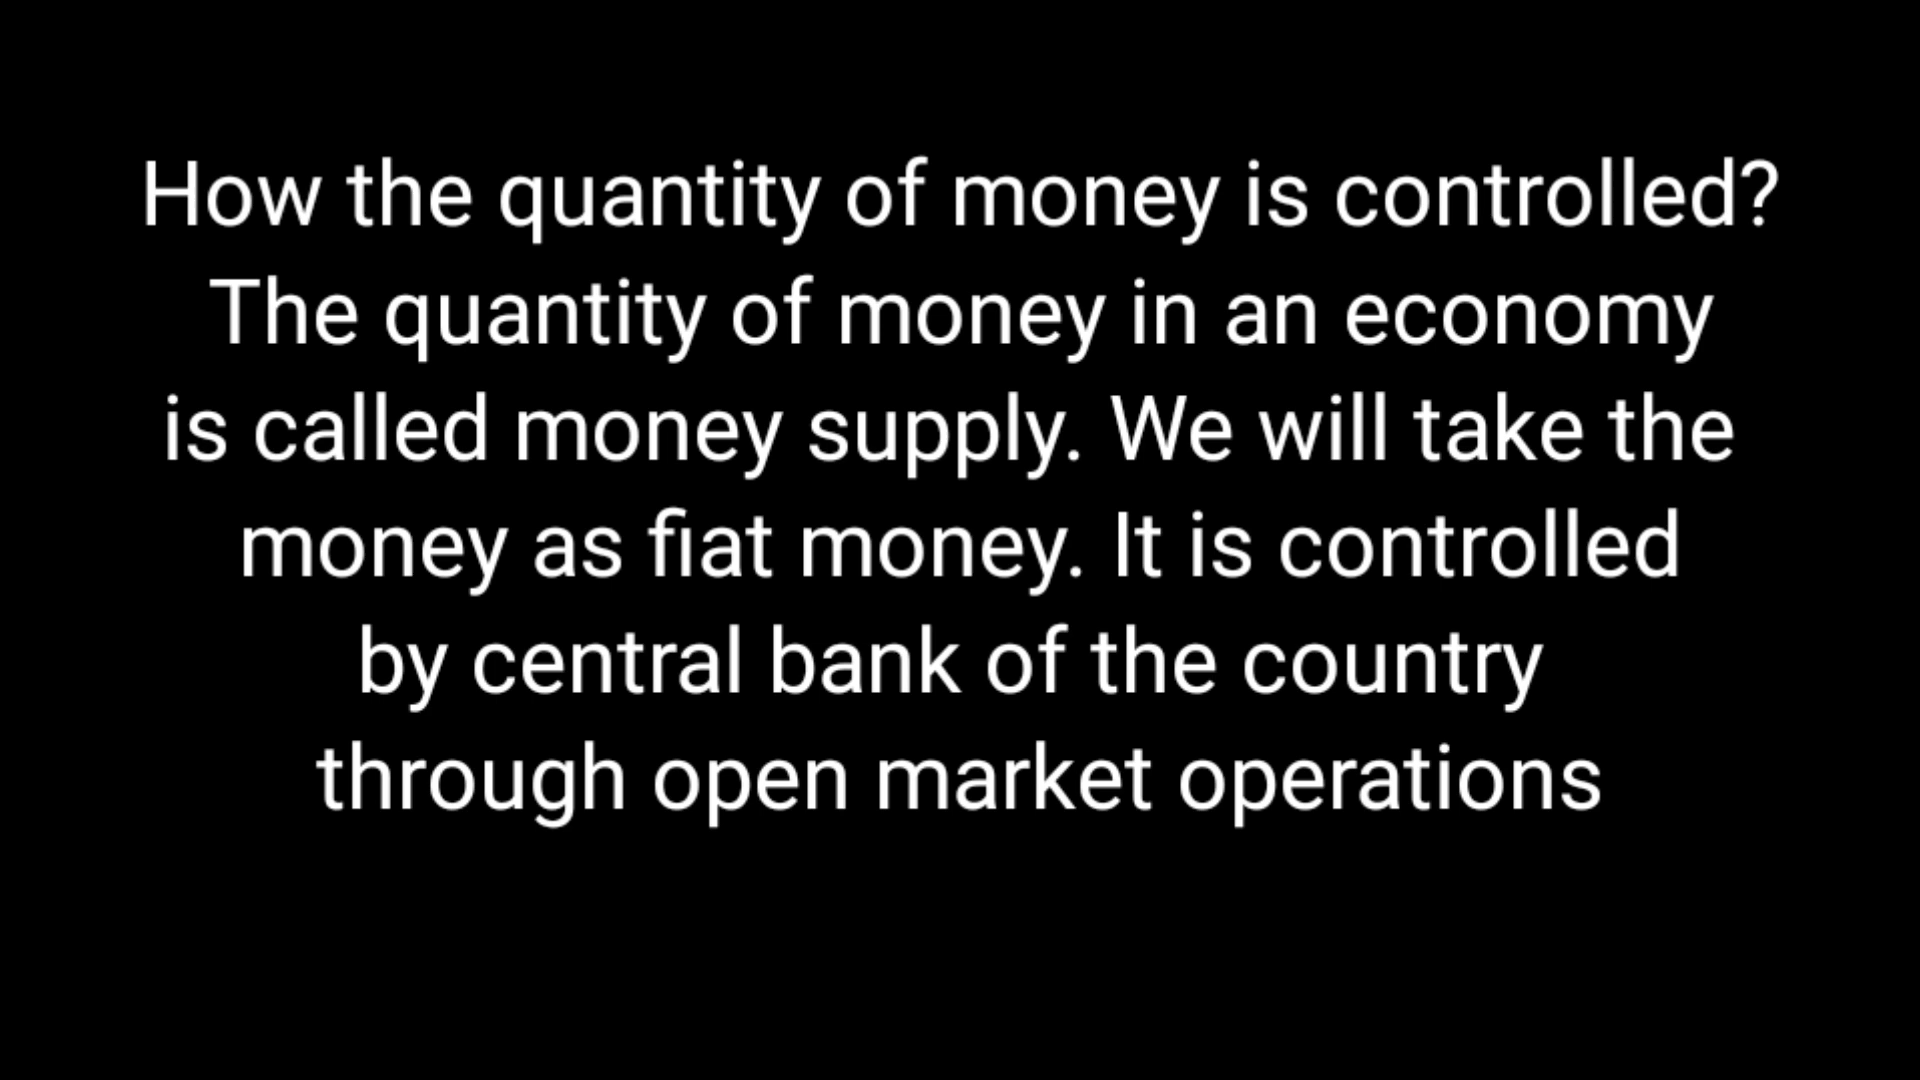 How the quantity of money is controlled?
The quantity of money in an economy
is called money supply. We will take the
money as fiat money. It is controlled
by central bank of the country
through open market operations